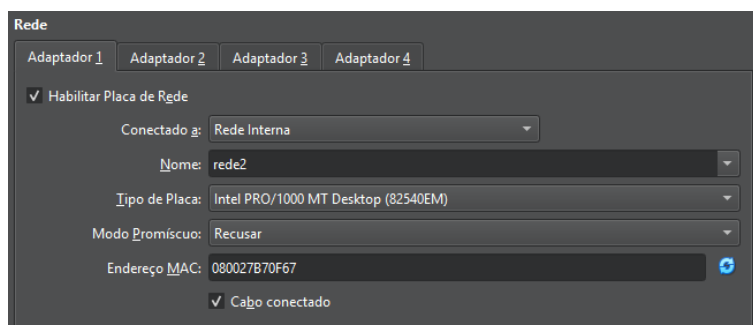 Rede
Adaptador 1 Adaptador 2 Adaptador 3 Adaptador 4
Habilitar Placa de Rede
Conectado a: Rede Interna
Nome: rede2
Tipo de Placa: Intel PRO/1000 MT Desktop (82540EM)
Modo Promíscuo: Recusar
Endereço MAC: 080027B70F67
Cabo conectado